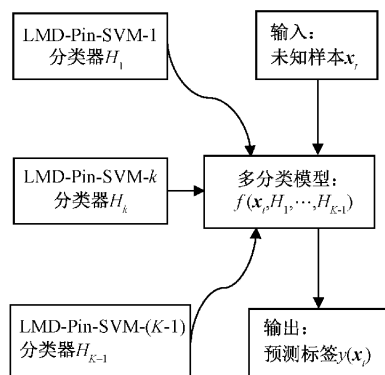 LMD-Pin-SVM-1
分类器H₁
输入：
未知样本xₜ
LMD-Pin-SVM-k
分类器Hₖ
多分类模型：
f(xₜ,H₁,⋯,H_{K-1})
LMD-Pin-SVM-(K-1)
分类器H_{K-1}
输出：
预测标签y(xₜ)